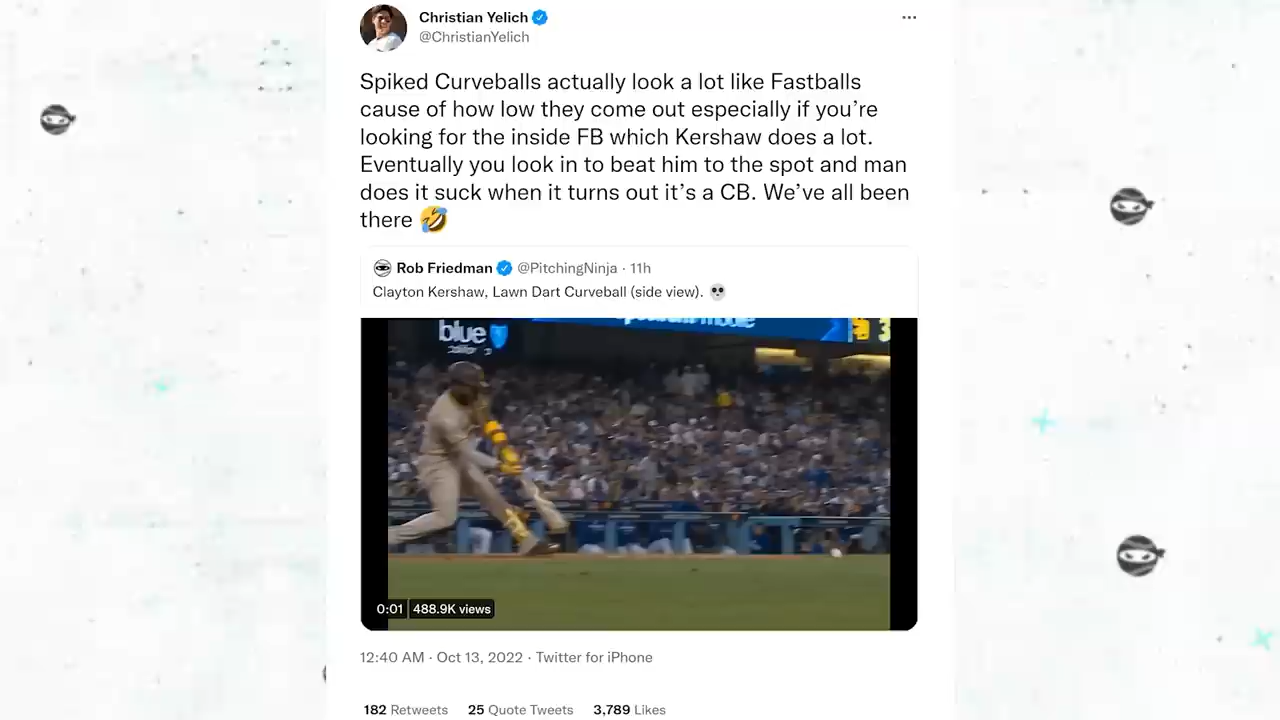 Christian Yelich
@ChristianYelich
Spiked Curveballs actually look a lot like Fastballs
cause of how low they come out especially if you’re
looking for the inside FB which Kershaw does a lot.
Eventually you look in to beat him to the spot and man
does it suck when it turns out it’s a CB. We’ve all been
there 🤣
Rob Friedman @PitchingNinja · 11h
Clayton Kershaw, Lawn Dart Curveball (side view). 💀
blue
3
0:01 488.9K views
12:40 AM · Oct 13, 2022 · Twitter for iPhone
182 Retweets 25 Quote Tweets 3,789 Likes